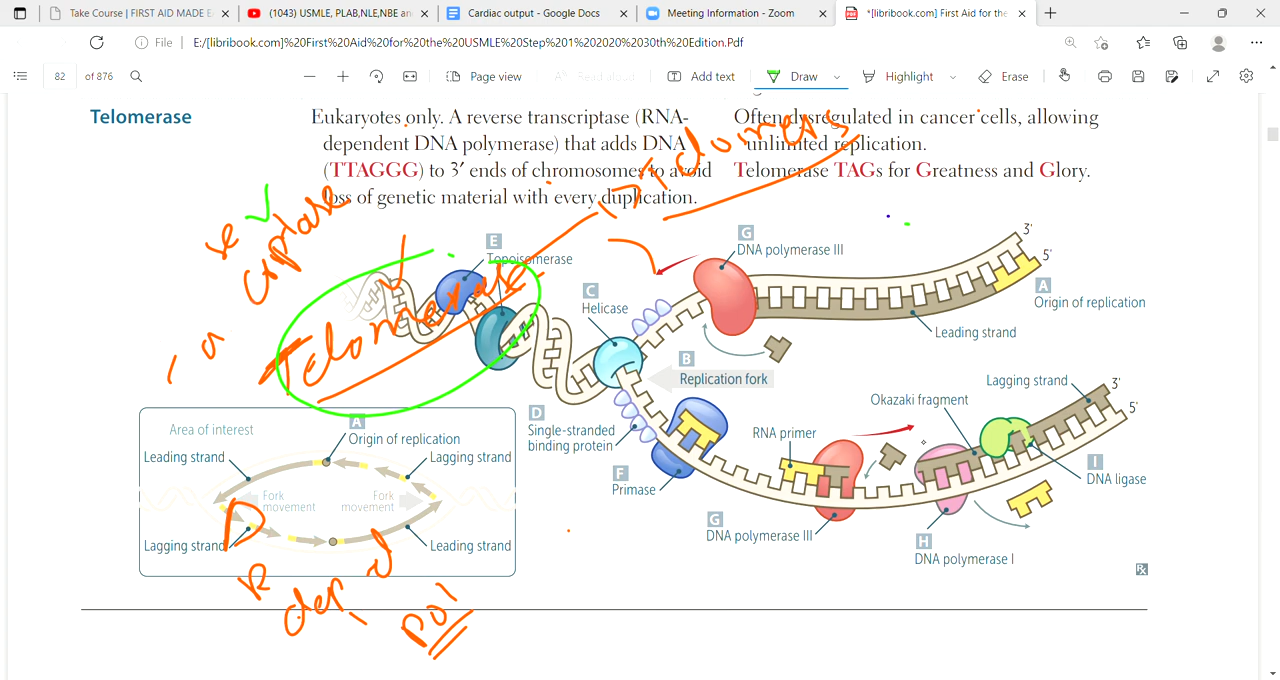 Take Course | FIRST AID MADE E
(1043) USMLE, PLAB,NLE,NBE an
Cardiac output - Google Docs
Meeting Information - Zoom
*[libribook.com] First Aid for the
File
E:/[libribook.com]%20First%20Aid%20for%20the%20USMLE%20Step%201%202020%2030th%20Edition.Pdf
82 of 876
Page view
Read aloud
Add text
Draw
Highlight
Erase
Telomerase
Eukaryotes only. A reverse transcriptase (RNA-
dependent DNA polymerase) that adds DNA
(TTAGGG) to 3′ ends of chromosomes to avoid
loss of genetic material with every duplication.
Often dysregulated in cancer cells, allowing
unlimited replication.
Telomerase TAGs for Greatness and Glory.
Telomers
se
Telomerase
E
Topoisomerase
G
DNA polymerase III
3'
5'
A
Origin of replication
Leading strand
C
Helicase
B
Replication fork
D
Single-stranded
binding protein
F
Primase
RNA primer
G
DNA polymerase III
Okazaki fragment
Lagging strand
3'
5'
I
DNA ligase
H
DNA polymerase I
Area of interest
A
Origin of replication
Leading strand
Lagging strand
Fork
movement
Fork
movement
Lagging strand
Leading strand
D
R
dep
pol
Rx